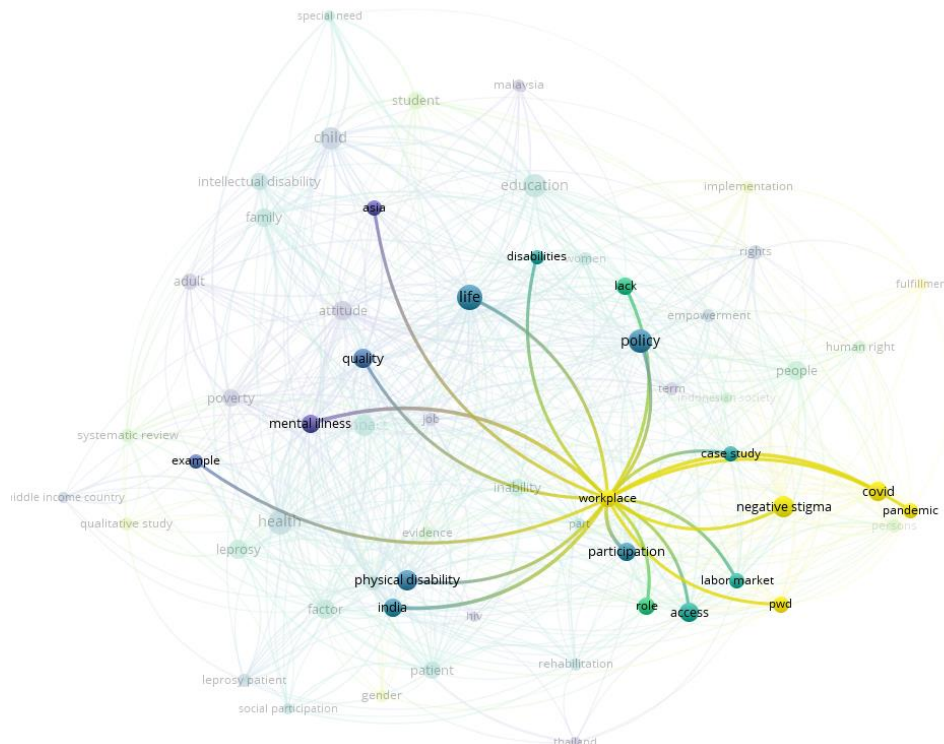 special need
malaysia
student
child
intellectual disability
education
implementation
asia
family
disabilities
women
rights
adult
lack
fulfillmen
life
attitude
empowerment
policy
human right
quality
people
term
poverty
indonesian society
job
mental illness
systematic review
case study
example
inability
covid
middle income country
workplace
negative stigma
pandemic
qualitative study
health
part
persons
evidence
leprosy
participation
physical disability
labor market
india
factor
role
access
pwd
hiv
rehabilitation
patient
leprosy patient
gender
social participation
thailand